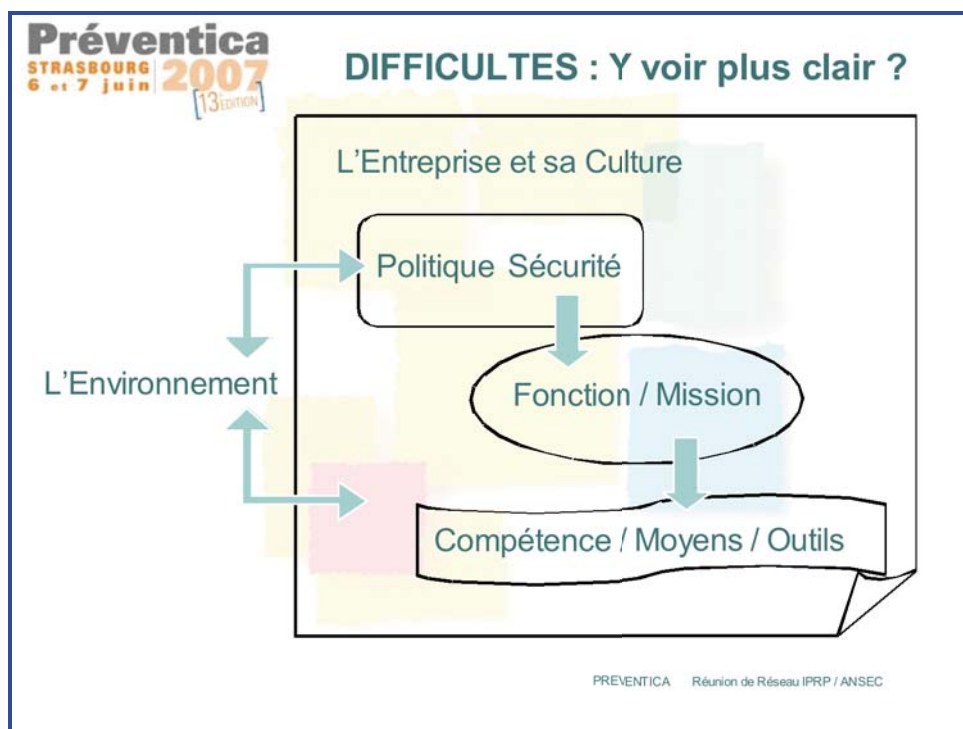 Préventica
STRASBOURG
6 et 7 juin
2007
[13e EDITION]
DIFFICULTES : Y voir plus clair ?
L'Entreprise et sa Culture
Politique Sécurité
L'Environnement
Fonction / Mission
Compétence / Moyens / Outils
PREVENTICA Réunion de Réseau IPRP / ANSEC